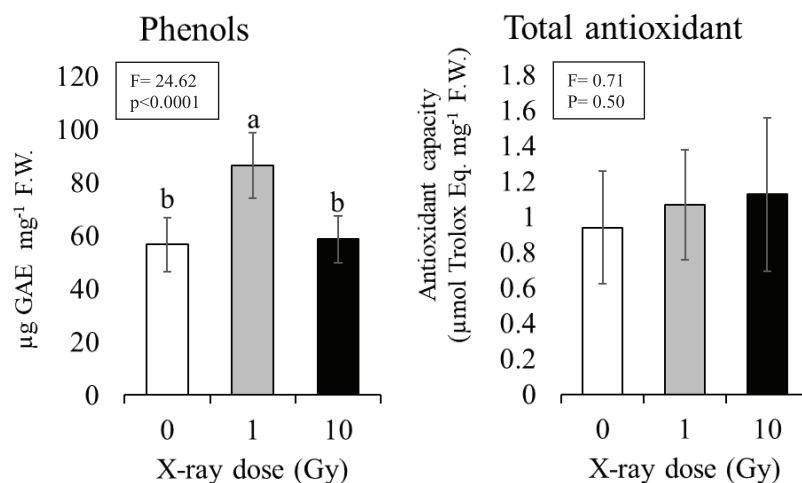 Phenols
F= 24.62
p<0.0001
µg GAE mg⁻¹ F.W.
120
100
80
60
40
20
0
b
a
b
0 1 10
X-ray dose (Gy)
Total antioxidant
F= 0.71
P= 0.50
Antioxidant capacity
(µmol Trolox Eq. mg⁻¹ F.W.)
1.8
1.6
1.4
1.2
1
0.8
0.6
0.4
0.2
0
0 1 10
X-ray dose (Gy)